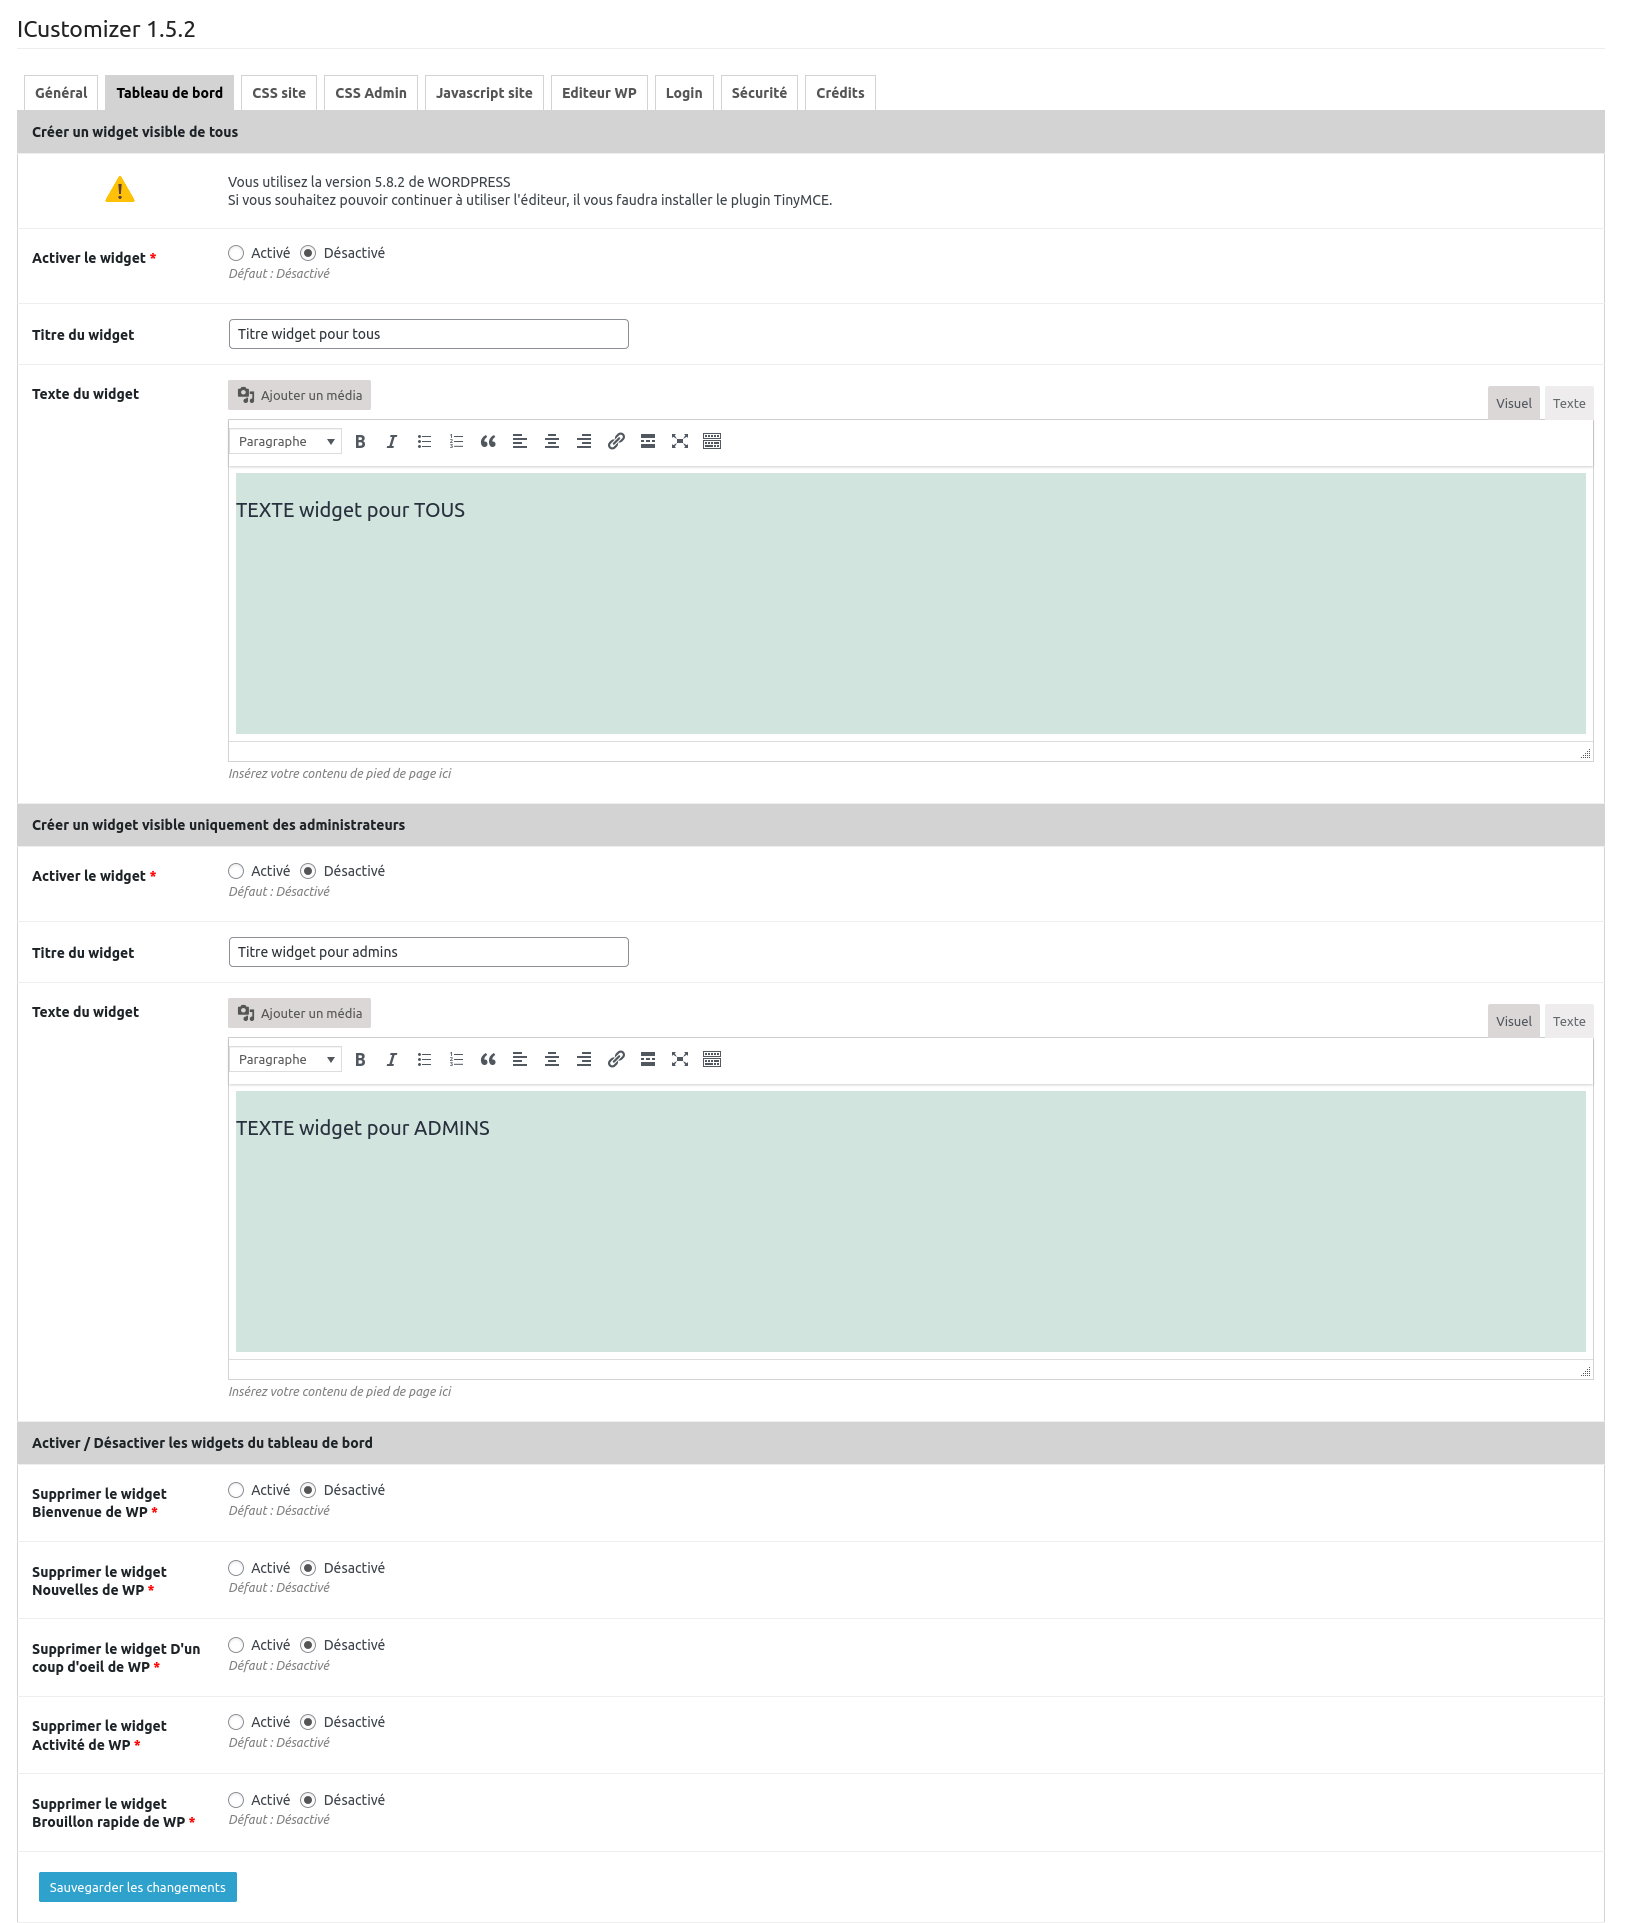 ICustomizer 1.5.2
Général
Tableau de bord
CSS site
CSS Admin
Javascript site
Editeur WP
Login
Sécurité
Crédits
Créer un widget visible de tous
Vous utilisez la version 5.8.2 de WORDPRESS
Si vous souhaitez pouvoir continuer à utiliser l'éditeur, il vous faudra installer le plugin TinyMCE.
Activer le widget *
Activé
Désactivé
Défaut : Désactivé
Titre du widget
Titre widget pour tous
Texte du widget
Ajouter un média
Visuel
Texte
Paragraphe
TEXTE widget pour TOUS
Insérez votre contenu de pied de page ici
Créer un widget visible uniquement des administrateurs
Activer le widget *
Activé
Désactivé
Défaut : Désactivé
Titre du widget
Titre widget pour admins
Texte du widget
Ajouter un média
Visuel
Texte
Paragraphe
TEXTE widget pour ADMINS
Insérez votre contenu de pied de page ici
Activer / Désactiver les widgets du tableau de bord
Supprimer le widget
Bienvenue de WP *
Activé
Désactivé
Défaut : Désactivé
Supprimer le widget
Nouvelles de WP *
Activé
Désactivé
Défaut : Désactivé
Supprimer le widget D'un
coup d'oeil de WP *
Activé
Désactivé
Défaut : Désactivé
Supprimer le widget
Activité de WP *
Activé
Désactivé
Défaut : Désactivé
Supprimer le widget
Brouillon rapide de WP *
Activé
Désactivé
Défaut : Désactivé
Sauvegarder les changements